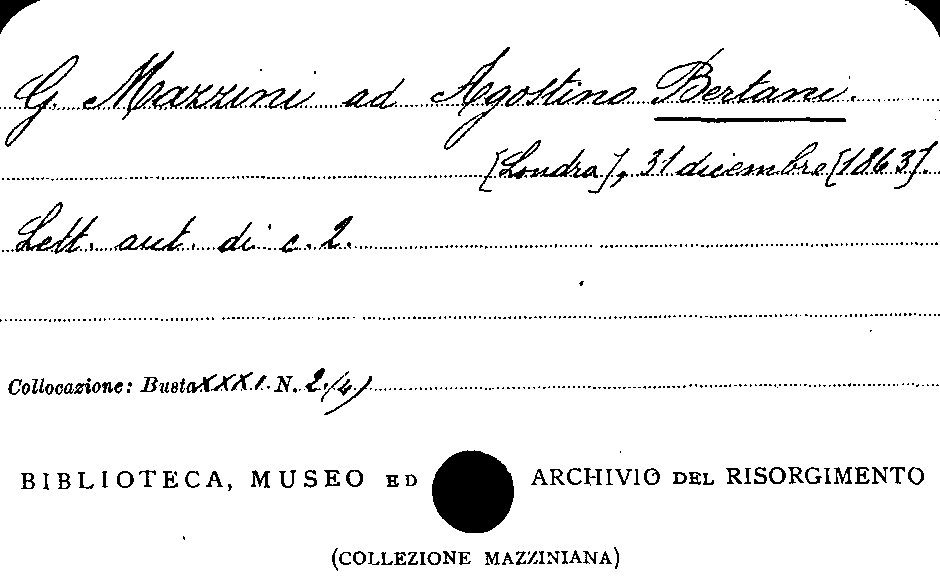 G. Mazzini ad Agostino Bertani.
[Londra], 31 dicembre [1863].
Lett. aut. di c. 2.
Collocazione: Busta XXXI. N. 2(4)
BIBLIOTECA, MUSEO ED ARCHIVIO DEL RISORGIMENTO
(COLLEZIONE MAZZINIANA)